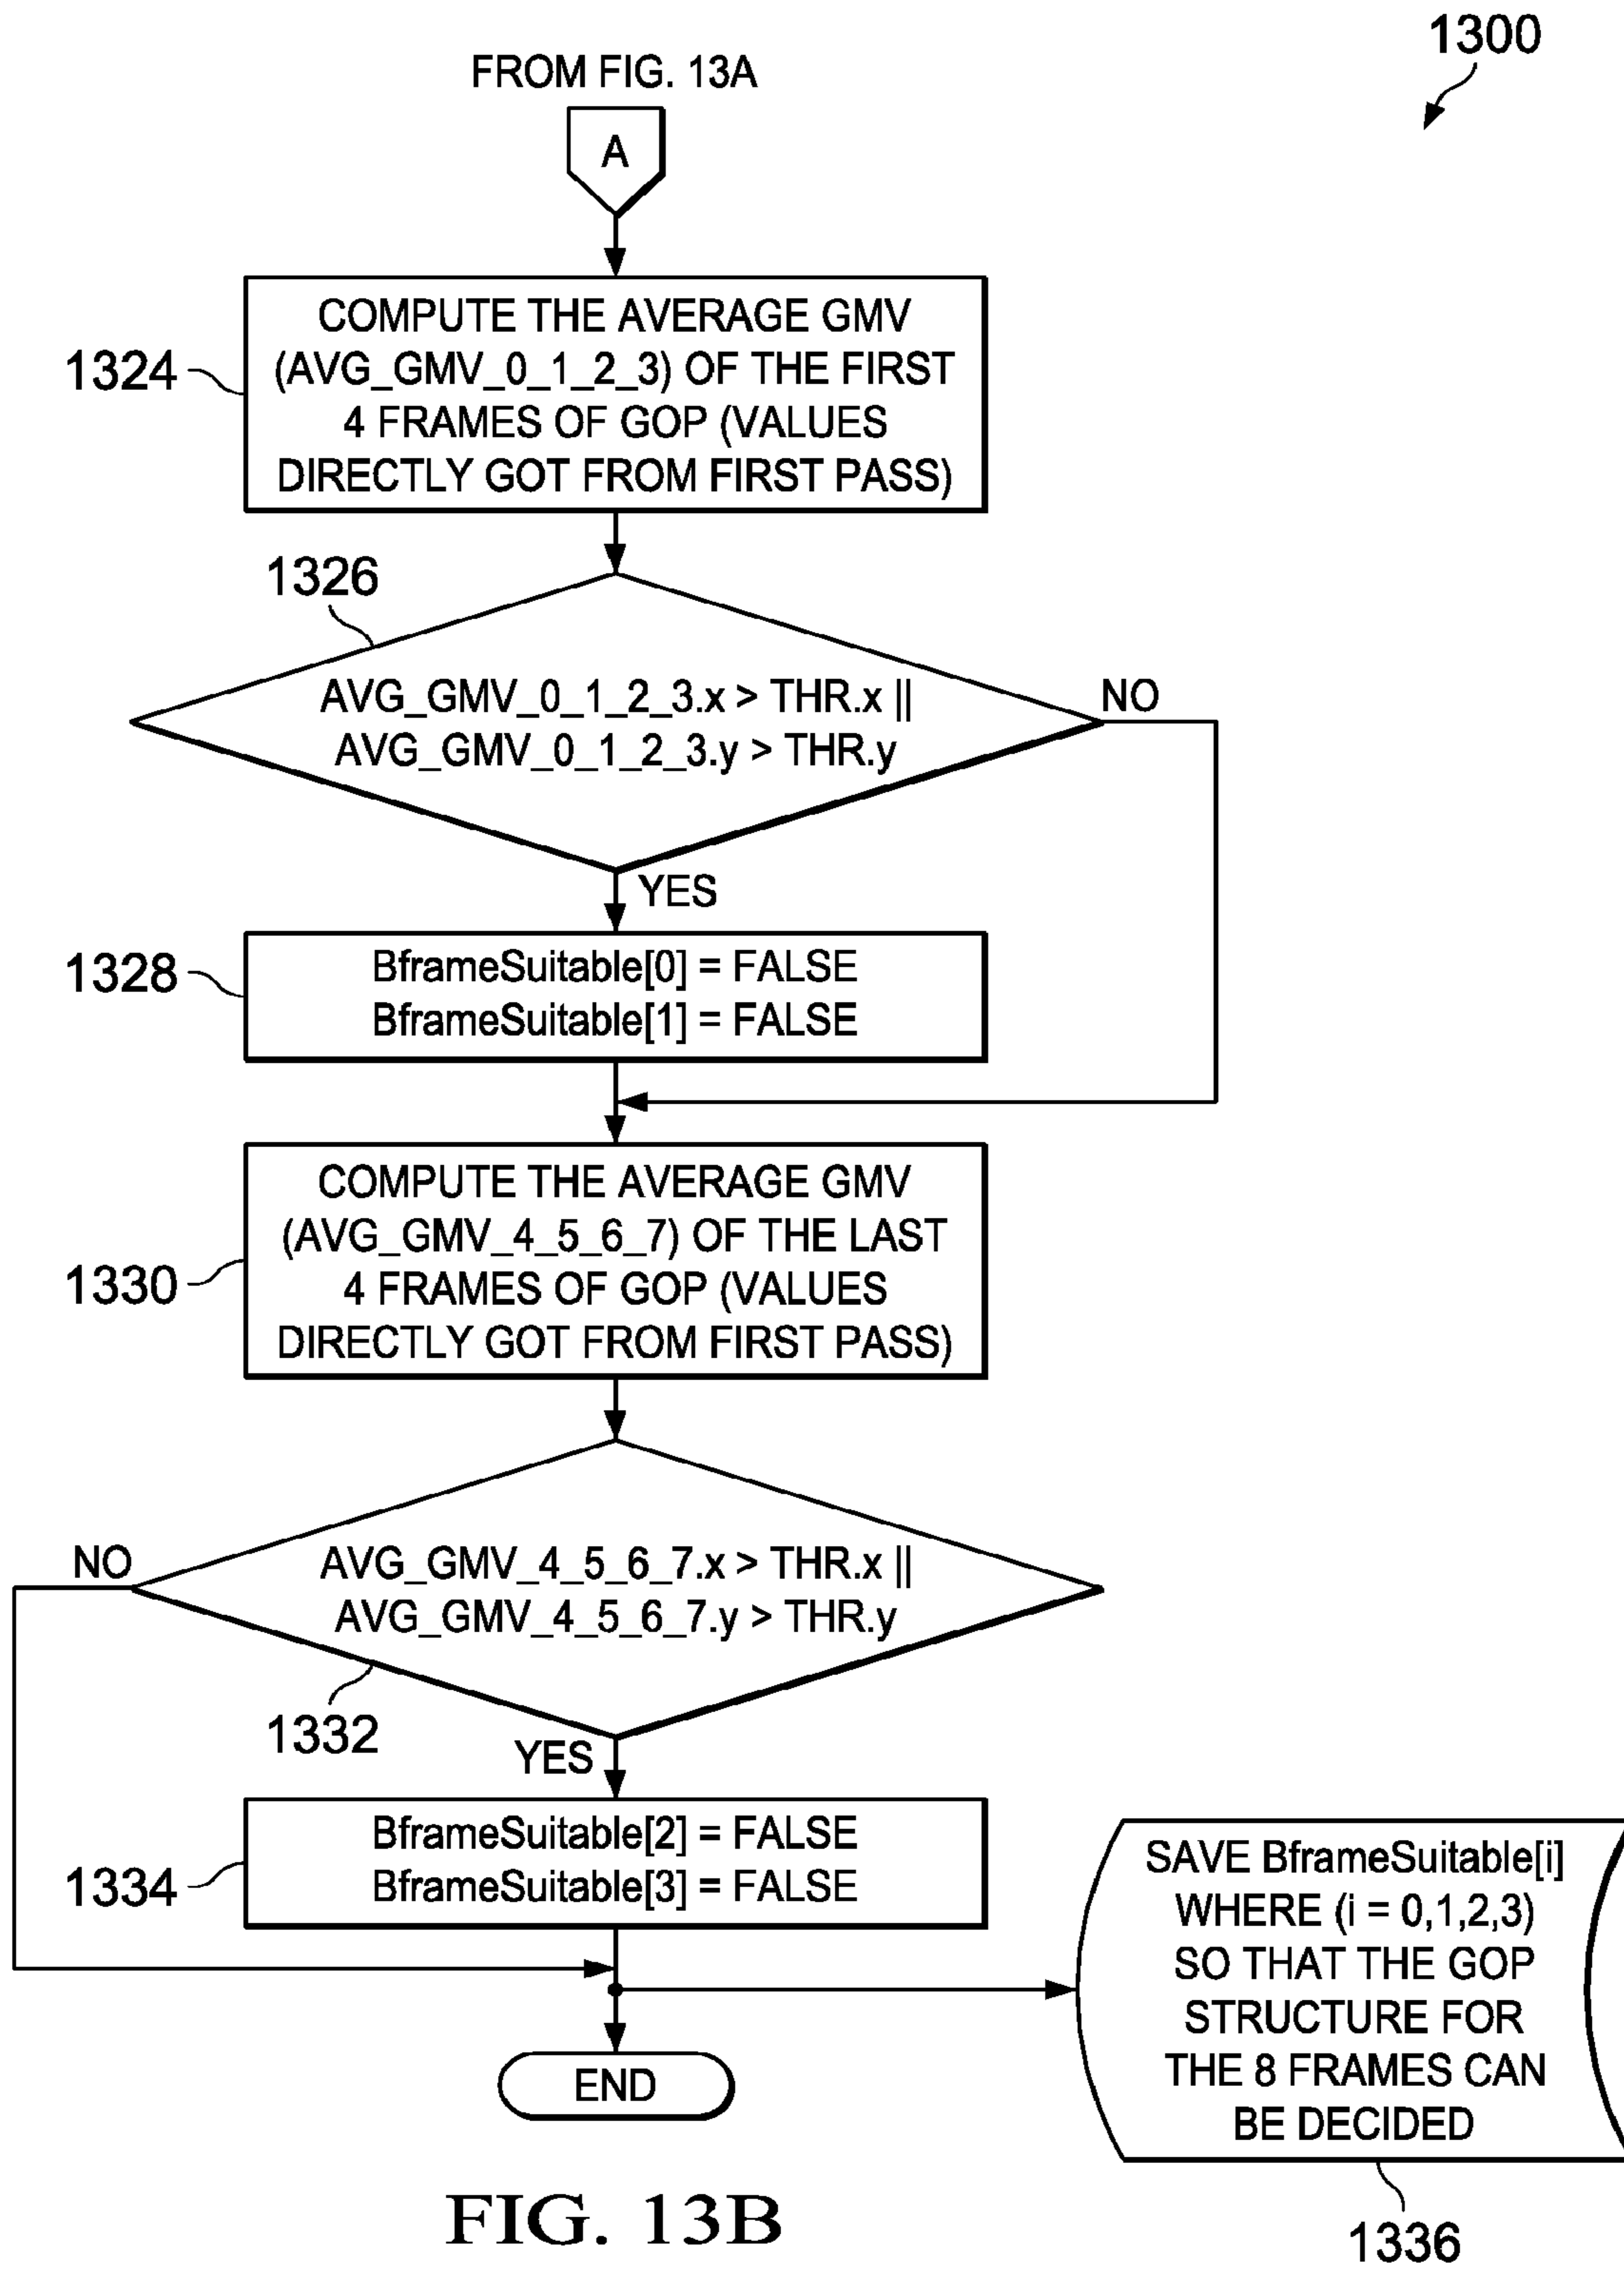 1300
FROM FIG. 13A
A
1324
COMPUTE THE AVERAGE GMV
(AVG_GMV_0_1_2_3) OF THE FIRST
4 FRAMES OF GOP (VALUES
DIRECTLY GOT FROM FIRST PASS)
1326
AVG_GMV_0_1_2_3.x > THR.x ||
AVG_GMV_0_1_2_3.y > THR.y
NO
YES
1328
BframeSuitable[0] = FALSE
BframeSuitable[1] = FALSE
1330
COMPUTE THE AVERAGE GMV
(AVG_GMV_4_5_6_7) OF THE LAST
4 FRAMES OF GOP (VALUES
DIRECTLY GOT FROM FIRST PASS)
NO
AVG_GMV_4_5_6_7.x > THR.x ||
AVG_GMV_4_5_6_7.y > THR.y
1332
YES
1334
BframeSuitable[2] = FALSE
BframeSuitable[3] = FALSE
SAVE BframeSuitable[i]
WHERE (i = 0,1,2,3)
SO THAT THE GOP
STRUCTURE FOR
THE 8 FRAMES CAN
BE DECIDED
END
1336
FIG. 13B